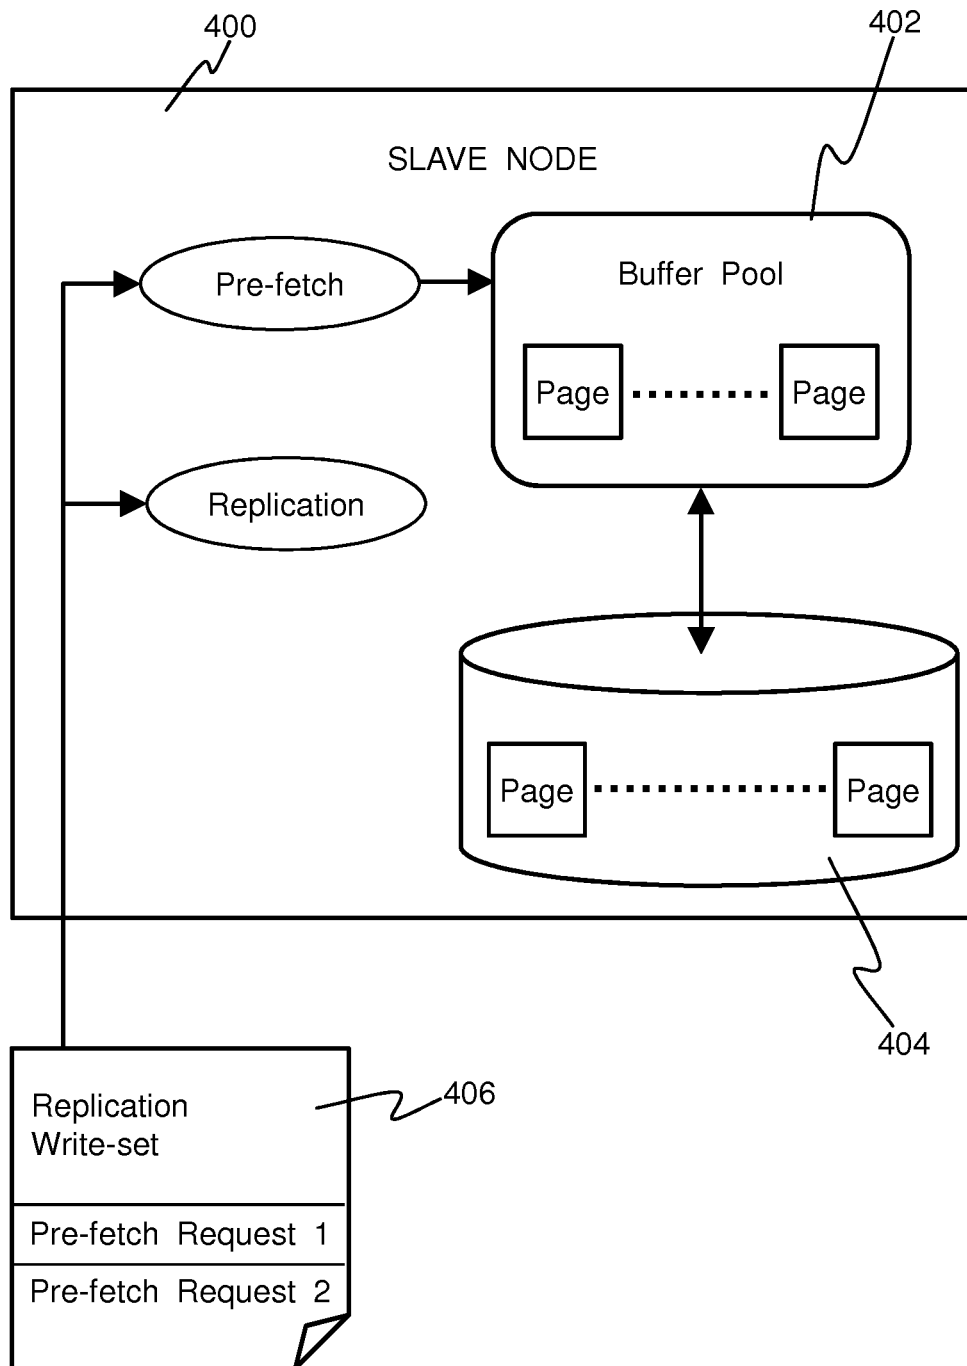 400
402
SLAVE NODE
Pre-fetch
Buffer Pool
Page
Page
Replication
Page
Page
404
406
Replication
Write-set
Pre-fetch Request 1
Pre-fetch Request 2